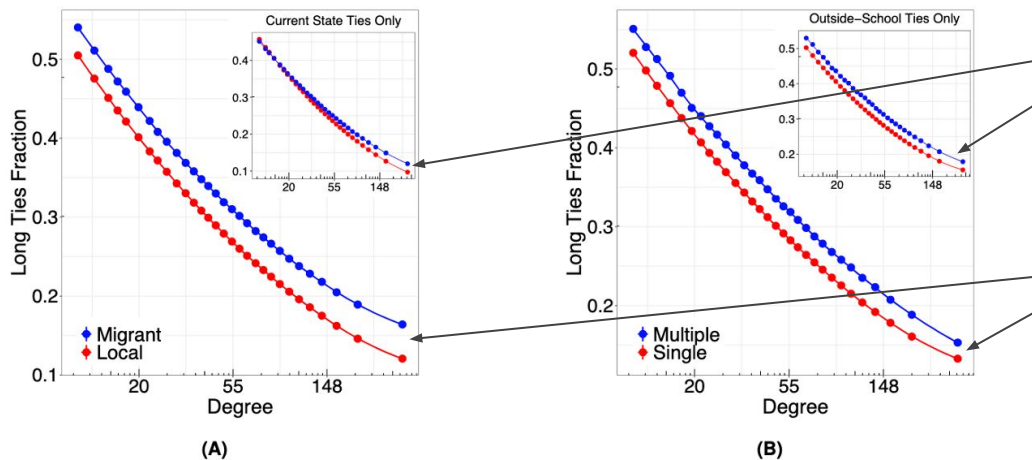 Current State Ties Only
0.4
0.3
0.2
0.1
20
55
148
Long Ties Fraction
0.5
0.4
0.3
0.2
0.1
Migrant
Local
20
55
148
Degree
(A)
Outside−School Ties Only
0.5
0.4
0.3
0.2
20
55
148
Long Ties Fraction
0.5
0.4
0.3
0.2
Multiple
Single
20
55
148
Degree
(B)